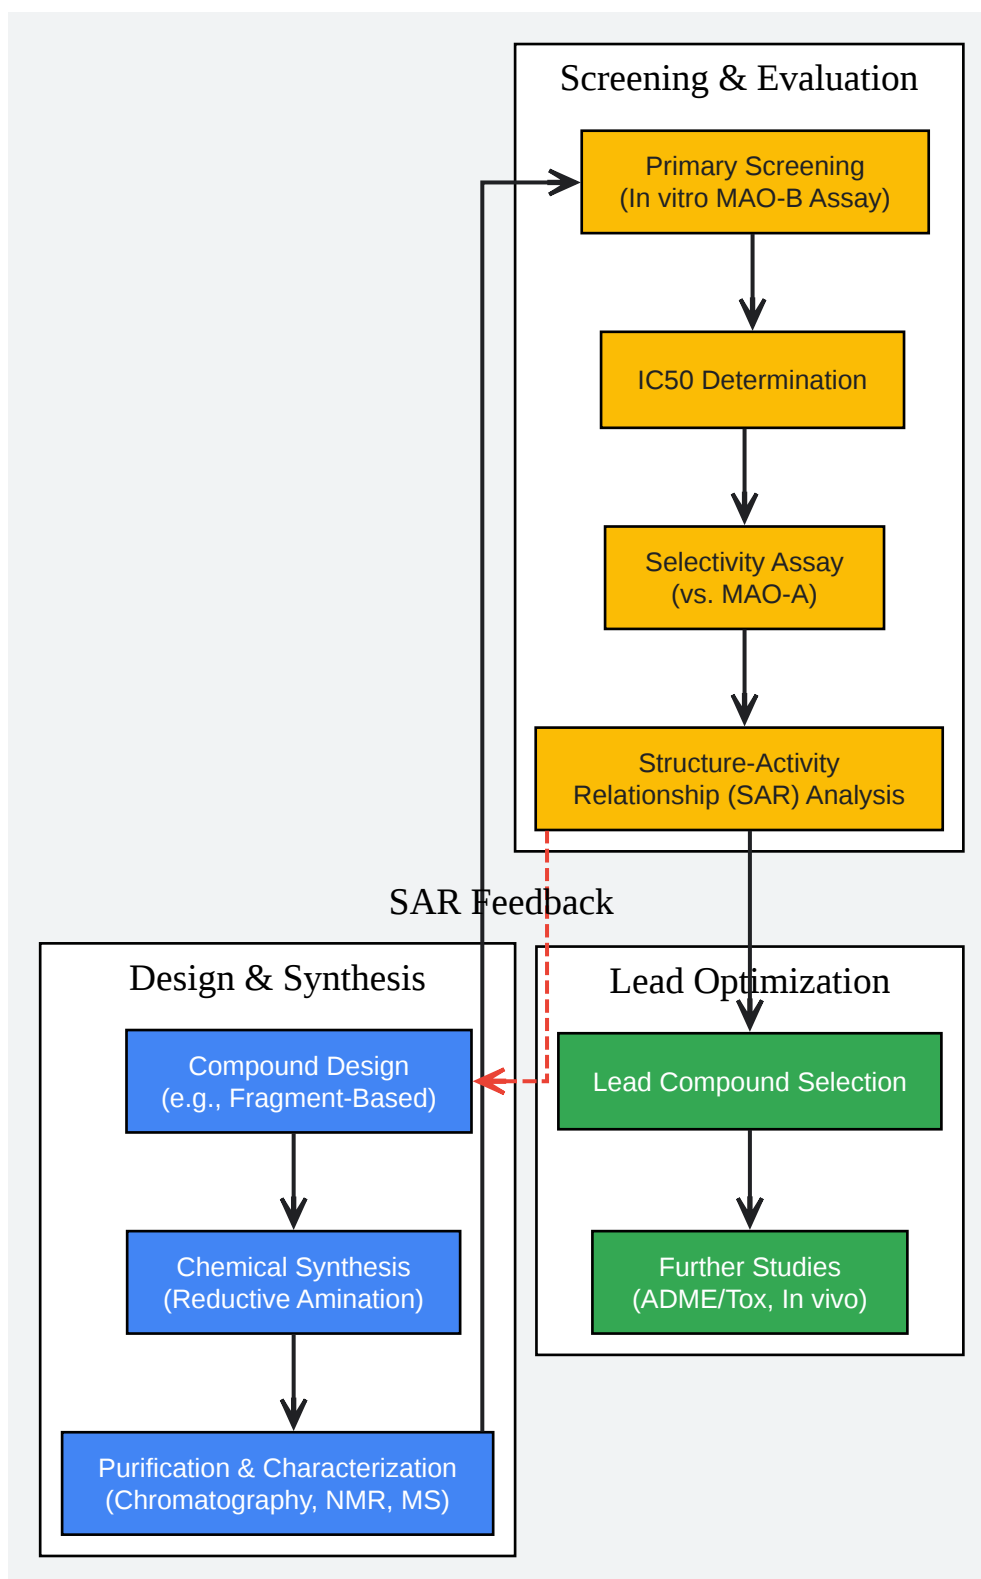 Screening & Evaluation
Primary Screening
(In vitro MAO-B Assay)
IC50 Determination
Selectivity Assay
(vs. MAO-A)
Structure-Activity
Relationship (SAR) Analysis
SAR Feedback
Design & Synthesis
Compound Design
(e.g., Fragment-Based)
Chemical Synthesis
(Reductive Amination)
Purification & Characterization
(Chromatography, NMR, MS)
Lead Optimization
Lead Compound Selection
Further Studies
(ADME/Tox, In vivo)